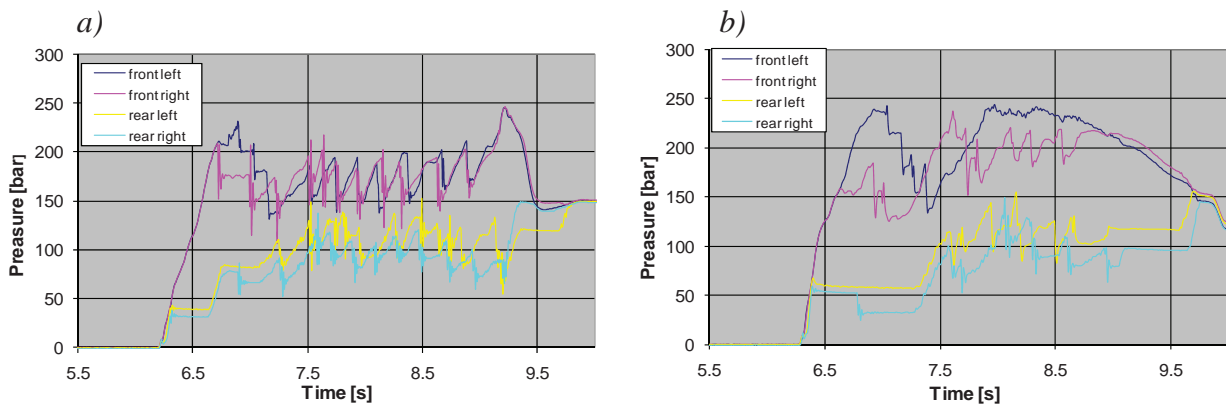 a)
300
250
200
150
100
50
0
Preasure [bar]
front left
front right
rear left
rear right
5.5 6.5 7.5 8.5 9.5
Time [s]
b)
300
250
200
150
100
50
0
Preasure [bar]
front left
front right
rear left
rear right
5.5 6.5 7.5 8.5 9.5
Time [s]